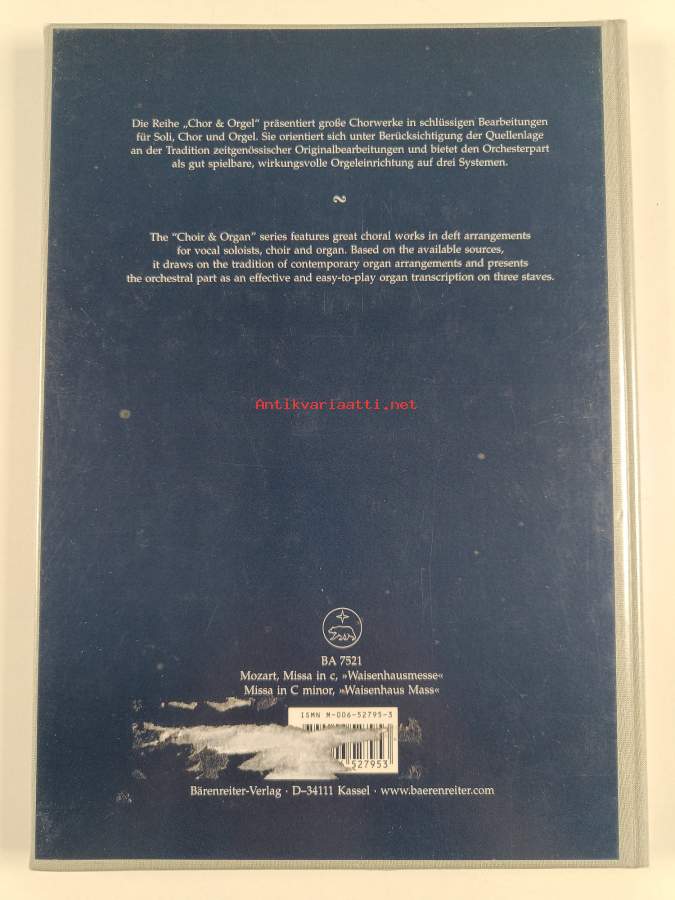 Die Reihe „Chor & Orgel“ präsentiert große Chorwerke in schlüssigen Bearbeitungen
für Soli, Chor und Orgel. Sie orientiert sich unter Berücksichtigung der Quellenlage
an der Tradition zeitgenössischer Originalbearbeitungen und bietet den Orchesterpart
als gut spielbare, wirkungsvolle Orgeleinrichtung auf drei Systemen.
The “Choir & Organ” series features great choral works in deft arrangements
for vocal soloists, choir and organ. Based on the available sources,
it draws on the tradition of contemporary organ arrangements and presents
the orchestral part as an effective and easy-to-play organ transcription on three staves.
Antikvariaatti.net
BA 7521
Mozart, Missa in c, »Waisenhausmesse«
Missa in C minor, »Waisenhaus Mass«
ISMN M-006-52795-3
527953
Bärenreiter-Verlag · D–34111 Kassel · www.baerenreiter.com